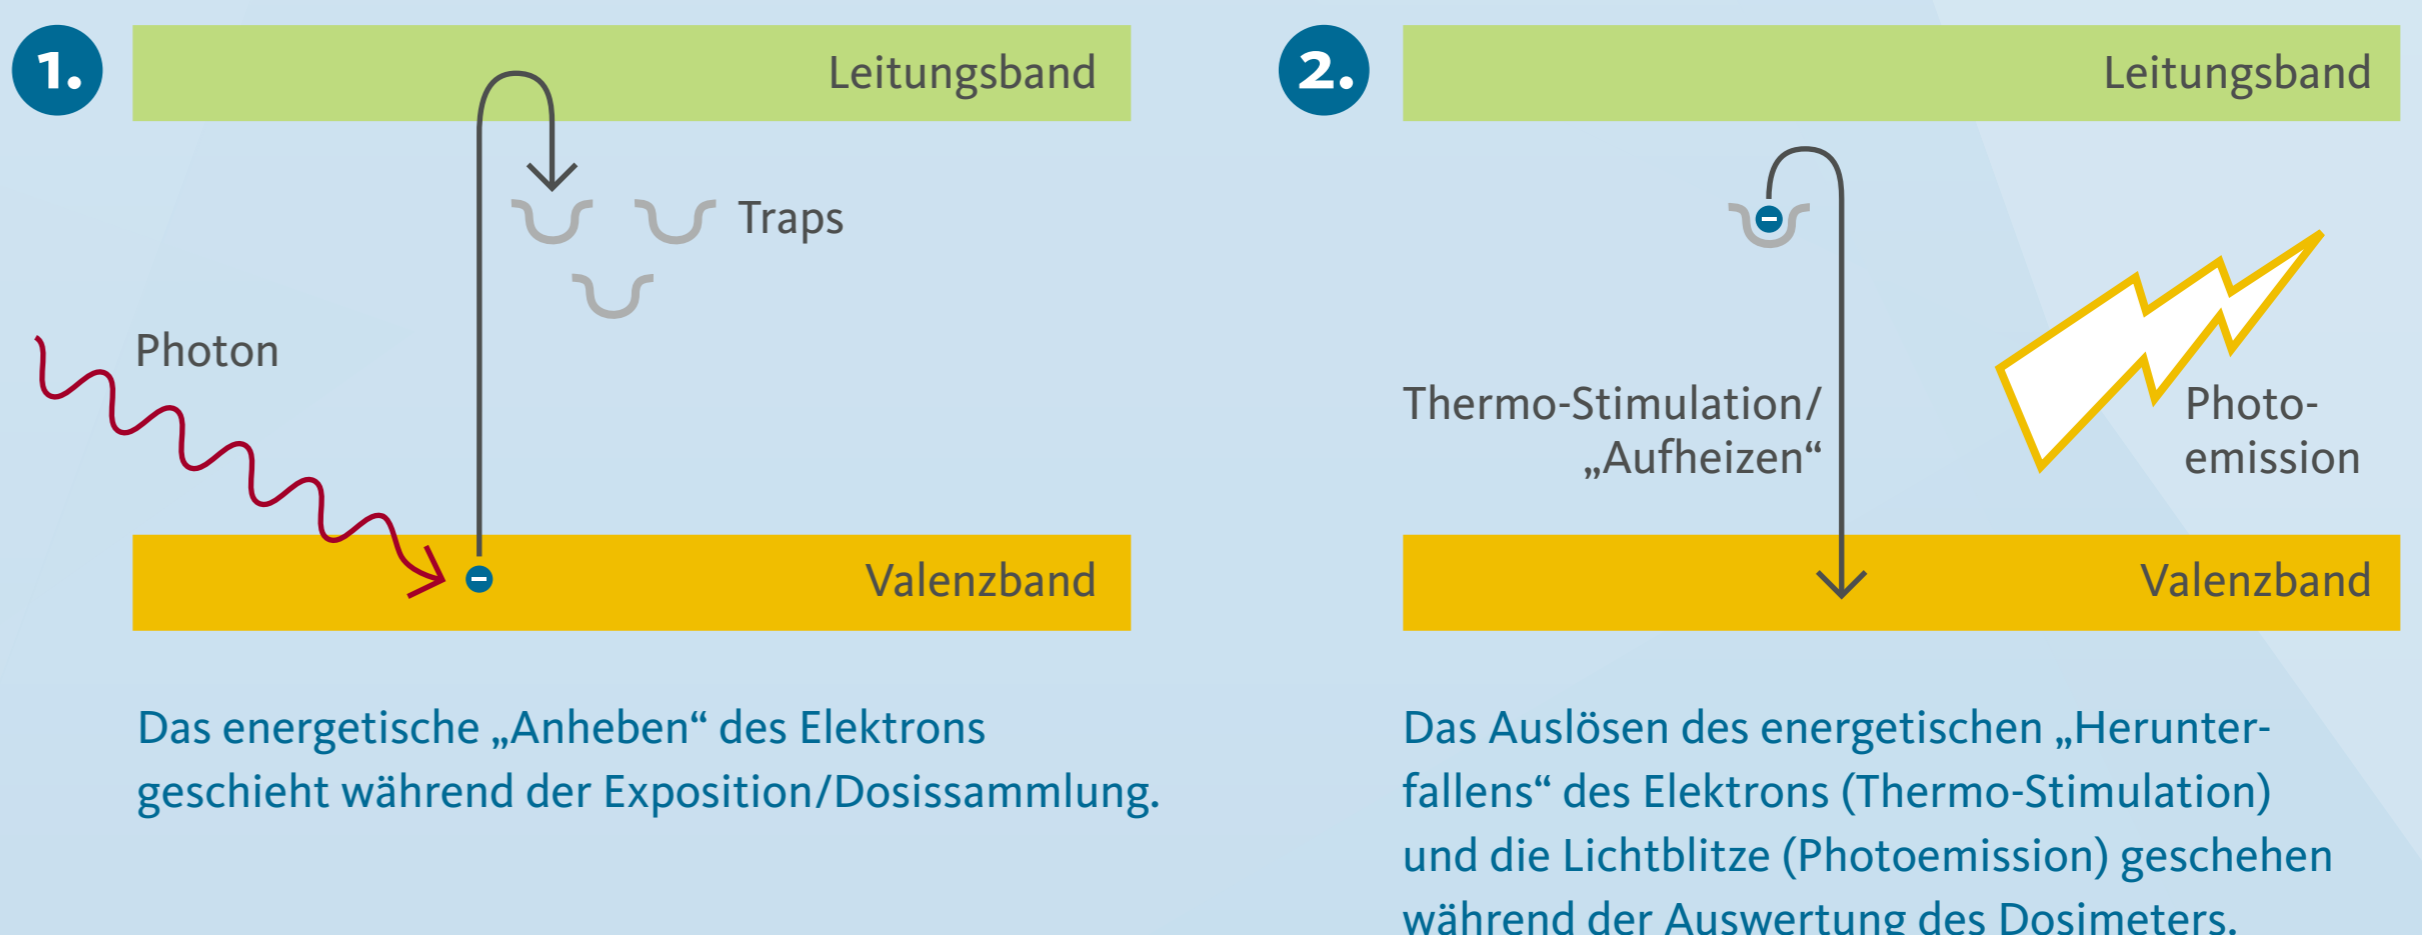 1.
Leitungsband
Traps
Photon
Valenzband
Das energetische „Anheben“ des Elektrons
geschieht während der Exposition/Dosissammlung.
2.
Leitungsband
Thermo-Stimulation/
„Aufheizen“
Photo-
emission
Valenzband
Das Auslösen des energetischen „Herunter-
fallens“ des Elektrons (Thermo-Stimulation)
und die Lichtblitze (Photoemission) geschehen
während der Auswertung des Dosimeters.